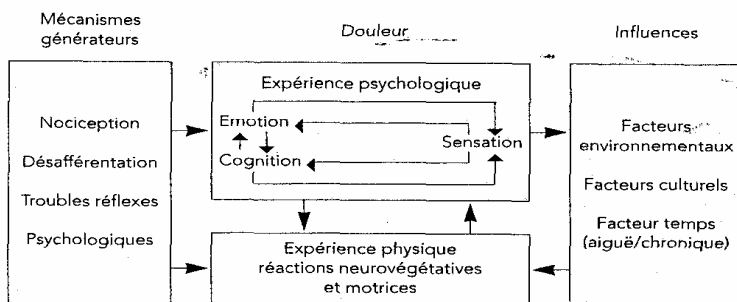 Mécanismes
générateurs
Douleur
Influences
Nociception
Désafférentation
Troubles réflexes
Psychologiques
Expérience psychologique
Emotion
Cognition
Sensation
Expérience physique
réactions neurovégétatives
et motrices
Facteurs
environnementaux
Facteurs culturels
Facteur temps
(aiguë/chronique)